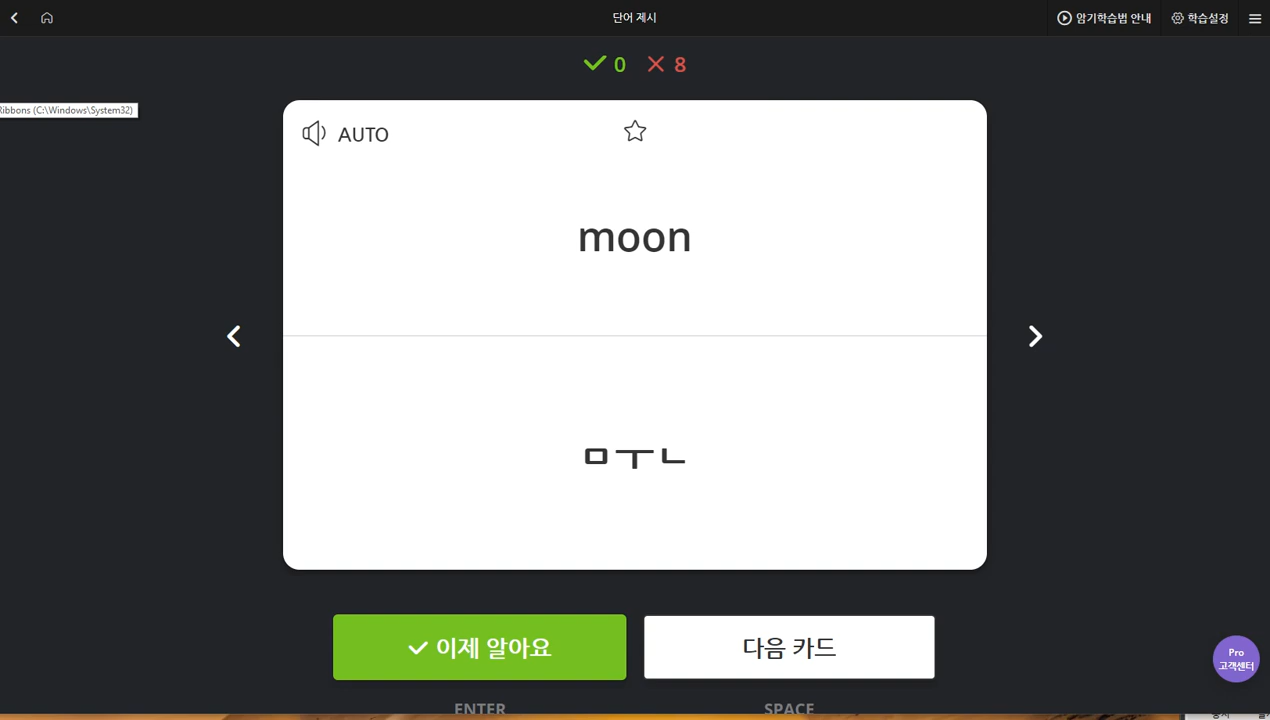 단어 제시
암기학습법 안내
학습설정
0
8
Ribbons (C:\Windows\System32)
AUTO
moon
ㅁㅜㄴ
이제 알아요
다음 카드
ENTER
SPACE
Pro
고객센터